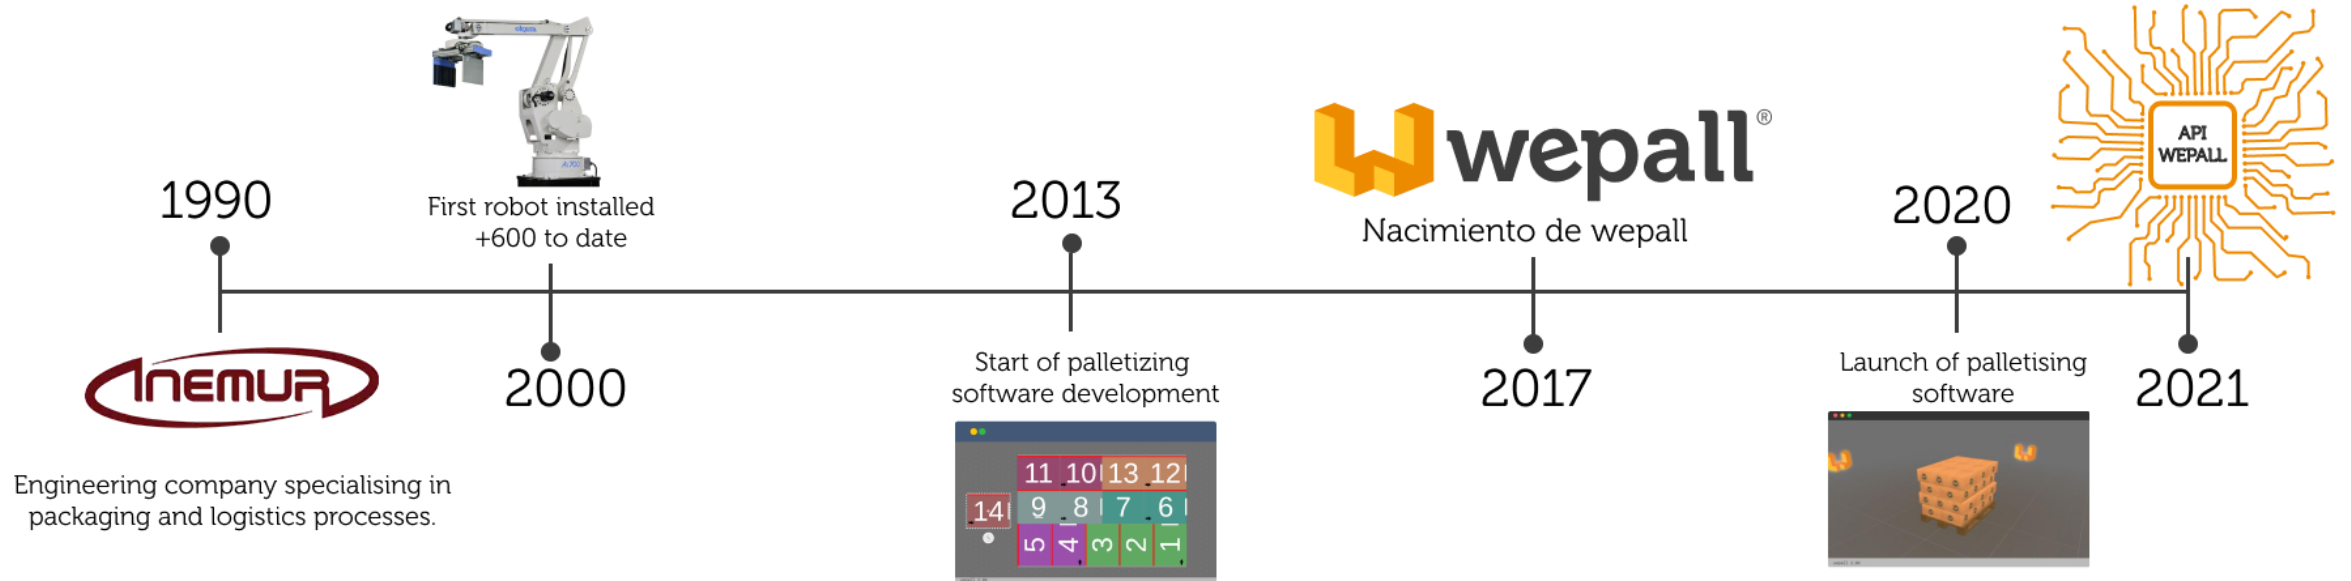 1990
INEMUR
Engineering company specialising in
packaging and logistics processes.
First robot installed
+600 to date
2000
2013
Start of palletizing
software development
11 10 13 12
14 9 8 7 6
5 4 3 2 1
wepall®
Nacimiento de wepall
2017
2020
Launch of palletising
software
API
WEPALL
2021